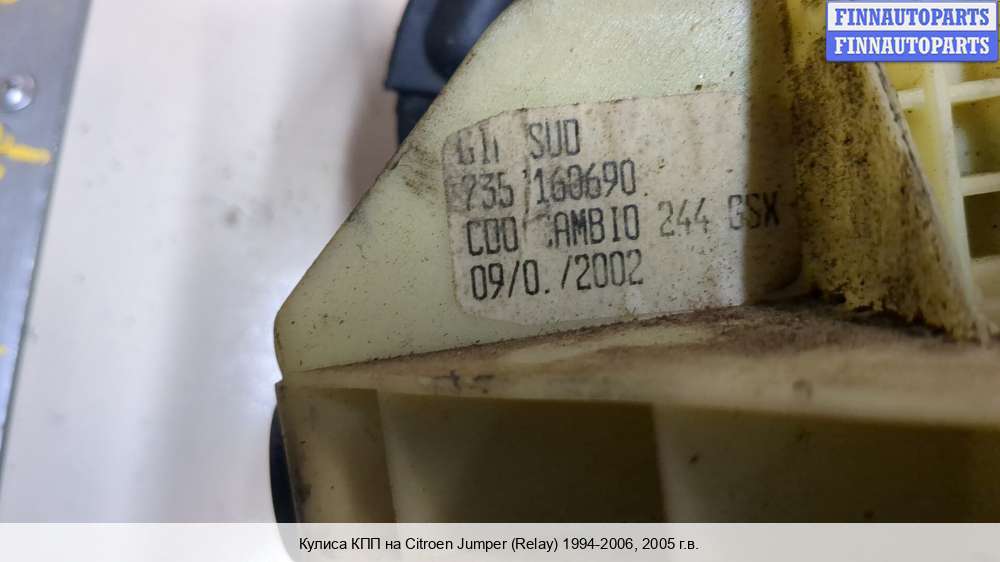 FINNAUTOPARTS
FINNAUTOPARTS
SUD
735 160690
CDO CAMBIO 244 GSX
09/0./2002
Кулиса КПП на Citroen Jumper (Relay) 1994-2006, 2005 г.в.